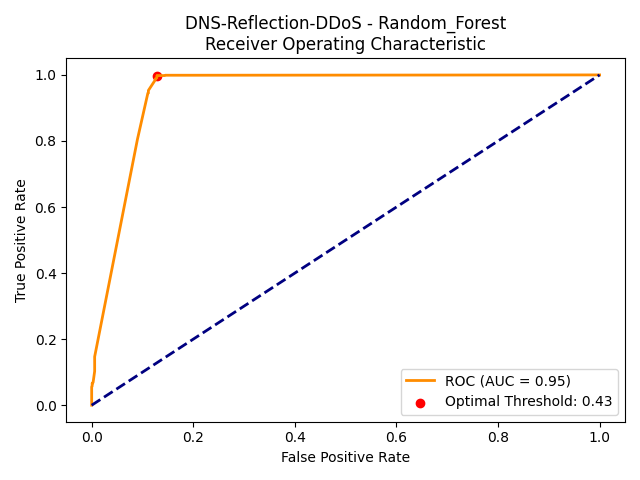 DNS-Reflection-DDoS - Random_Forest
Receiver Operating Characteristic
1.0
0.8
0.6
0.4
0.2
0.0
True Positive Rate
ROC (AUC = 0.95)
Optimal Threshold: 0.43
0.0 0.2 0.4 0.6 0.8 1.0
False Positive Rate